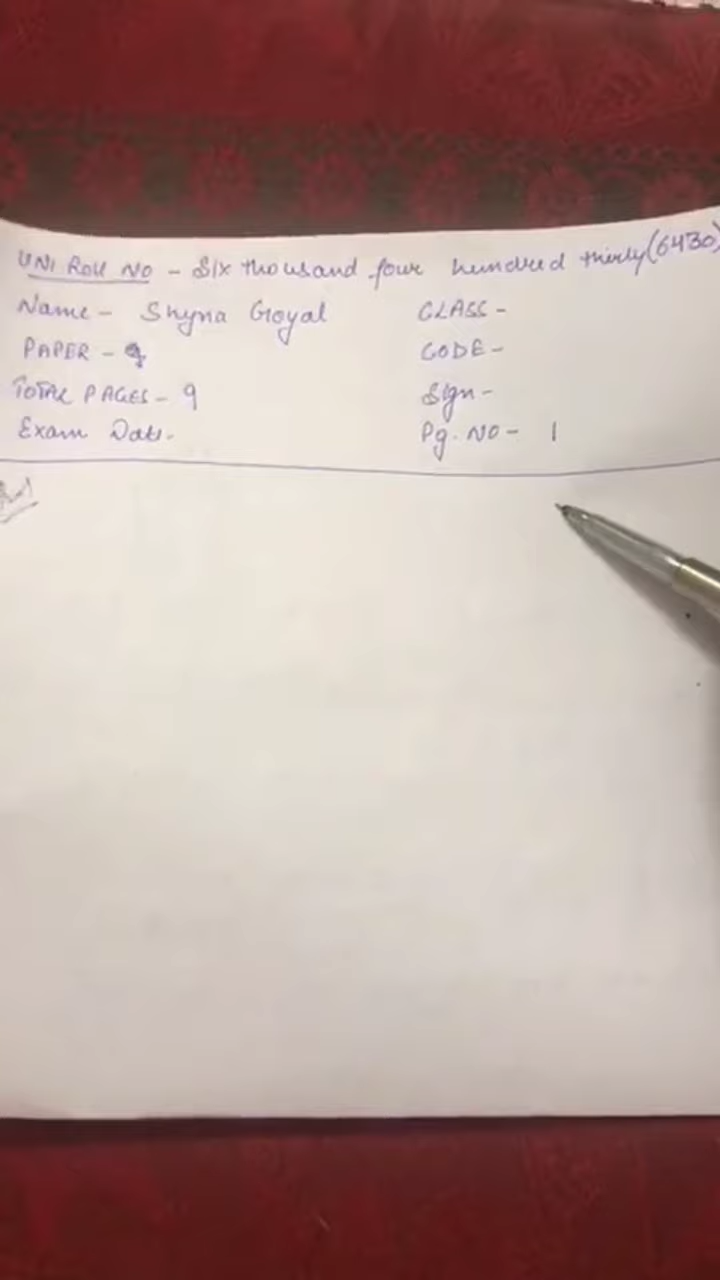 UNI Roll NO - Six thousand four hundred thirty (6430)
Name - Shyna Goyal CLASS -
PAPER - CODE -
TOTAL PAGES - 9 Sign -
Exam Date - Pg. NO - 1